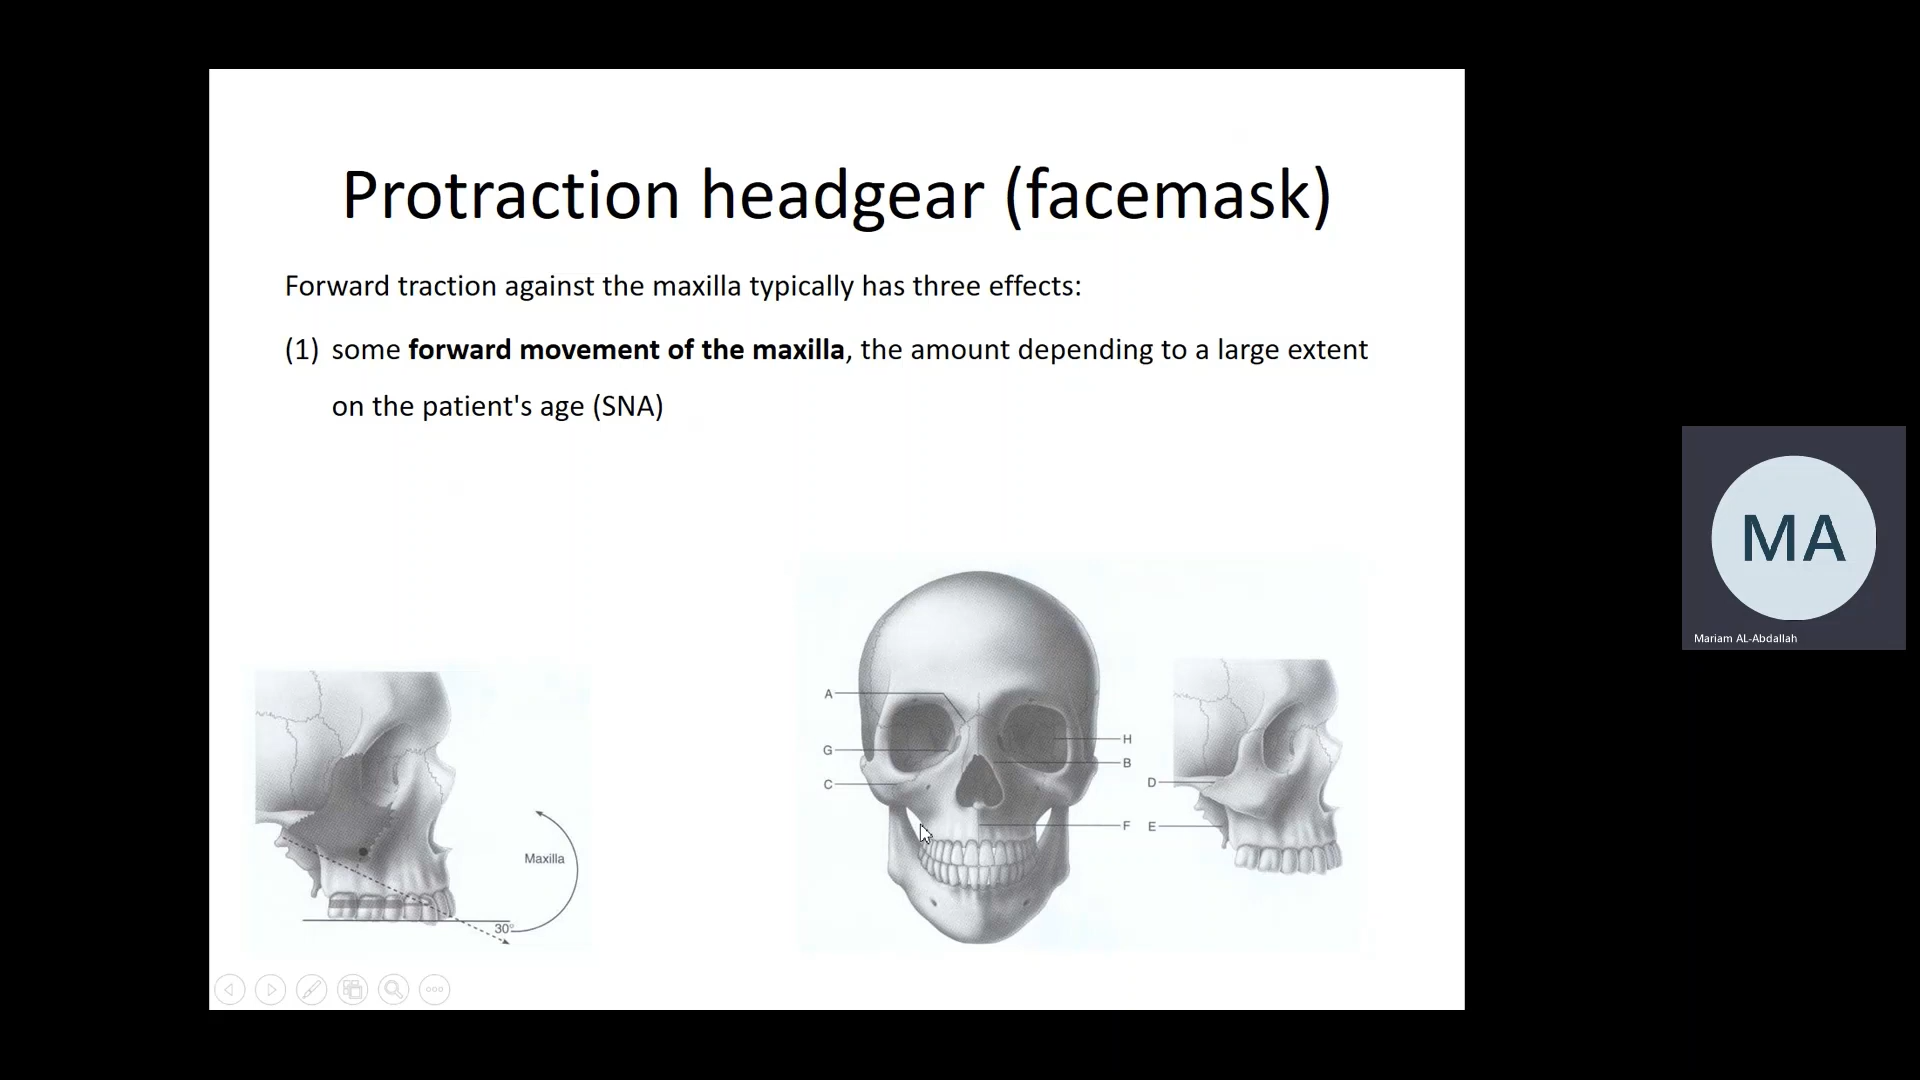 Protraction headgear (facemask)
Forward traction against the maxilla typically has three effects:
(1) some forward movement of the maxilla, the amount depending to a large extent
on the patient's age (SNA)
Maxilla
30°
A
G
C
H
B
F
D
E
MA
Mariam AL-Abdallah